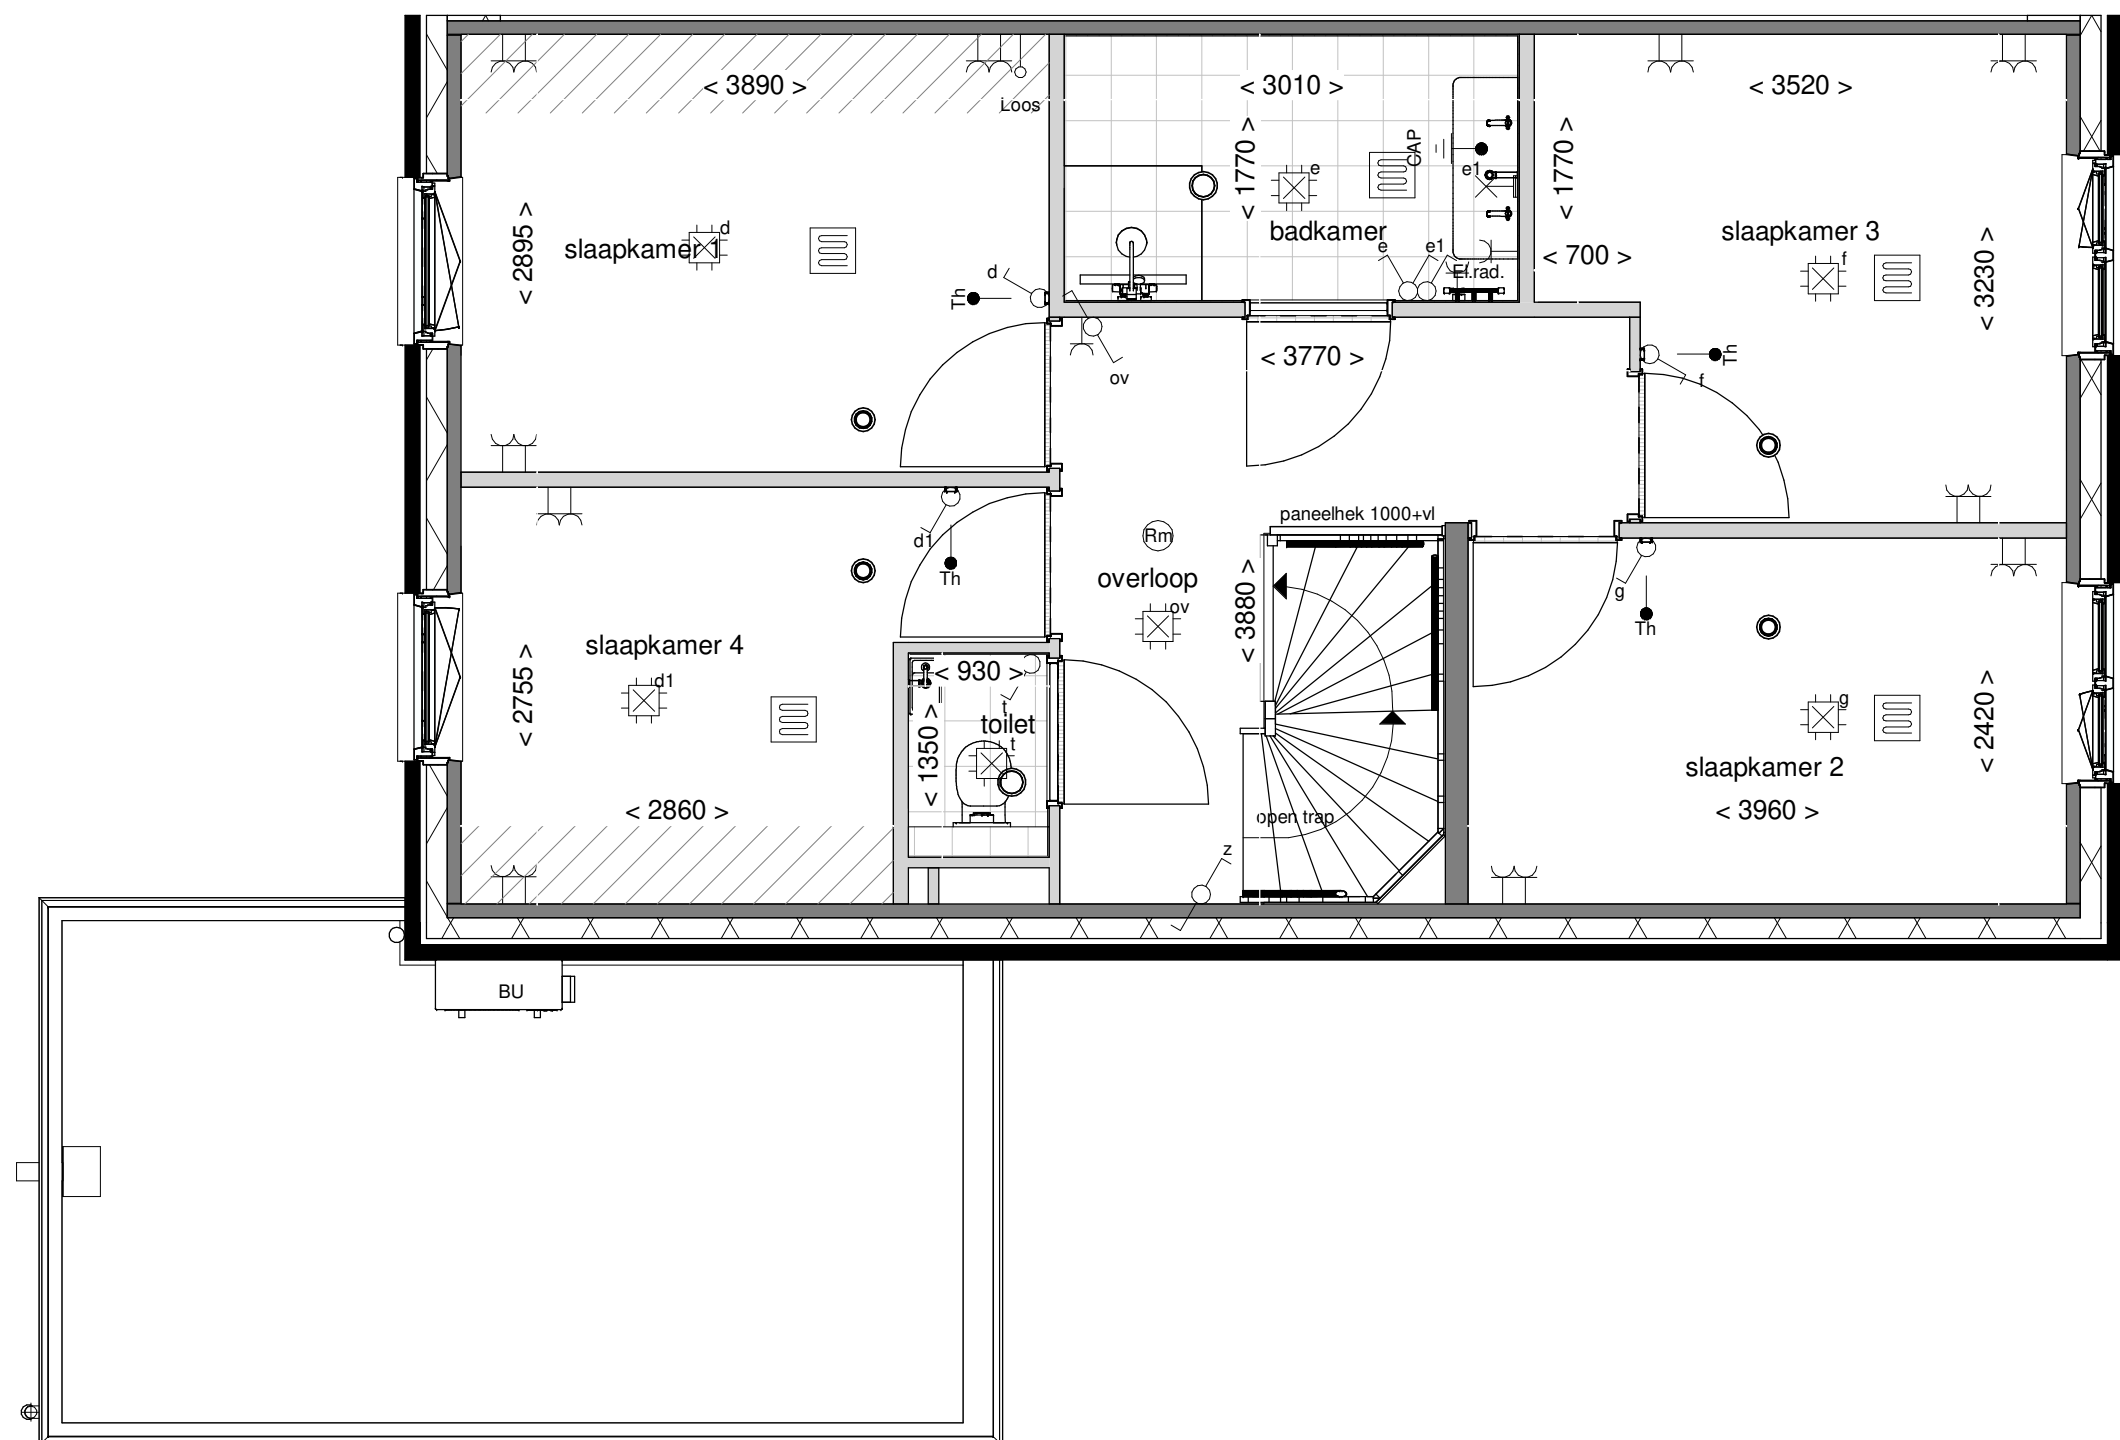 < 3890 >
< 3010 >
< 3520 >
Loos
CAP
< 1770 >
< 1770 >
e
e1
d
slaapkamer 1
< 2895 >
badkamer
slaapkamer 3
e
e1
< 700 >
f
< 3230 >
d
El.rad.
Th
ov
< 3770 >
Th
f
paneelhek 1000+vl
d1
Rm
Th
overloop
ov
< 3880 >
g
Th
slaapkamer 4
d1
< 2755 >
< 930 >
t
toilet
t
< 1350 >
g
< 2420 >
slaapkamer 2
< 2860 >
< 3960 >
open trap
z
BU